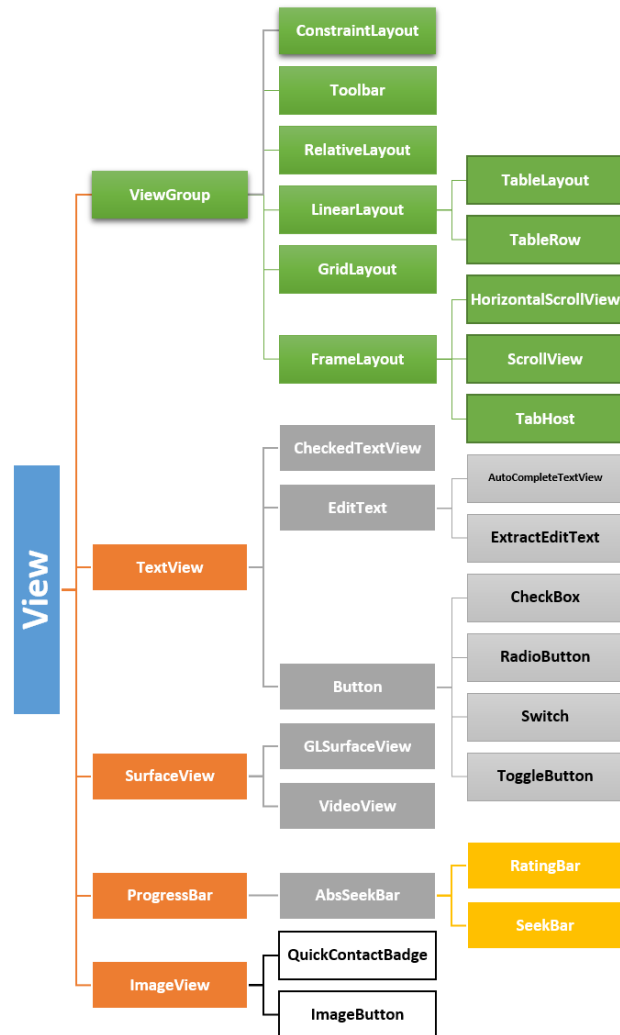 View
ViewGroup
ConstraintLayout
Toolbar
RelativeLayout
LinearLayout
TableLayout
TableRow
GridLayout
FrameLayout
HorizontalScrollView
ScrollView
TabHost
TextView
CheckedTextView
EditText
AutoCompleteTextView
ExtractEditText
Button
CheckBox
RadioButton
Switch
ToggleButton
SurfaceView
GLSurfaceView
VideoView
ProgressBar
AbsSeekBar
RatingBar
SeekBar
ImageView
QuickContactBadge
ImageButton